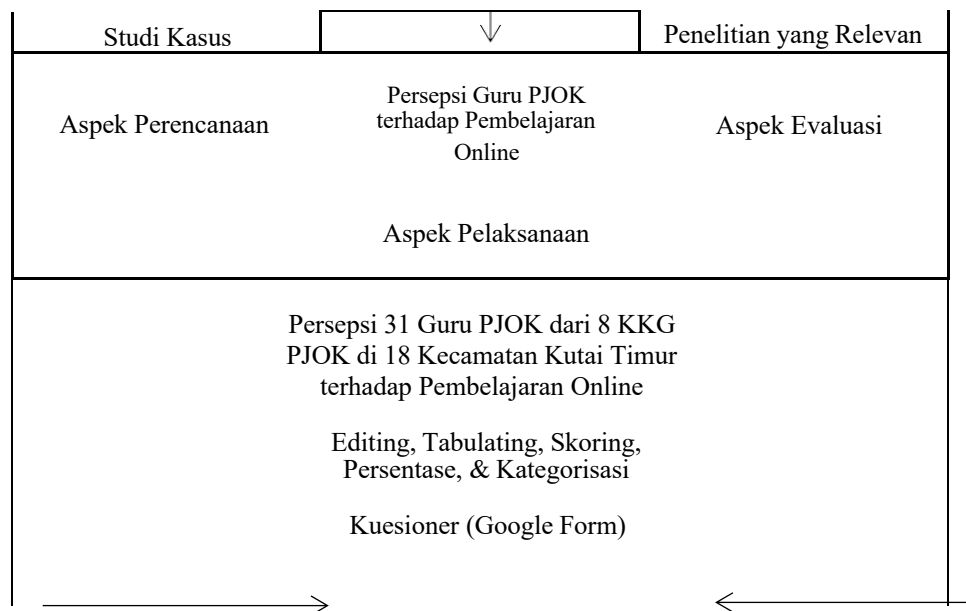 Studi Kasus
Penelitian yang Relevan
Aspek Perencanaan
Persepsi Guru PJOK
terhadap Pembelajaran
Online
Aspek Evaluasi
Aspek Pelaksanaan
Persepsi 31 Guru PJOK dari 8 KKG
PJOK di 18 Kecamatan Kutai Timur
terhadap Pembelajaran Online
Editing, Tabulating, Skoring,
Persentase, & Kategorisasi
Kuesioner (Google Form)